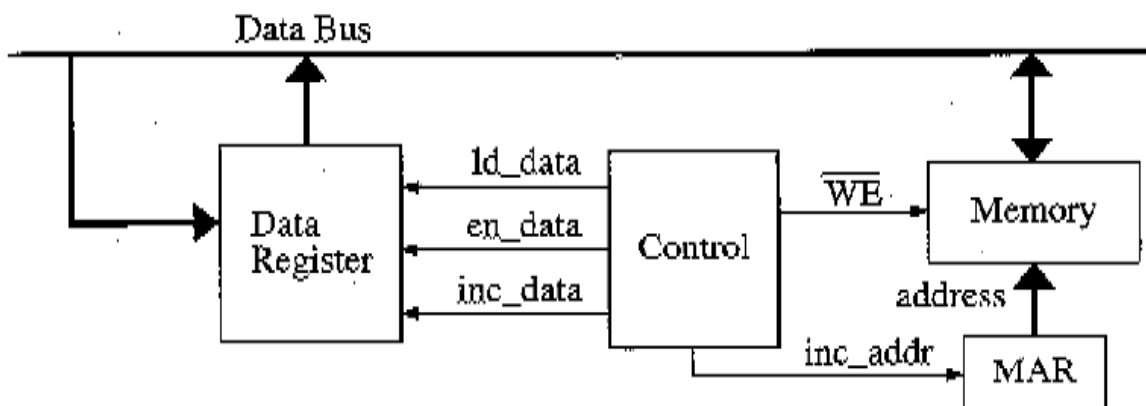 Data Bus
ld_data
WE
Memory
Data
Register
en_data
Control
inc_data
address
inc_addr
MAR